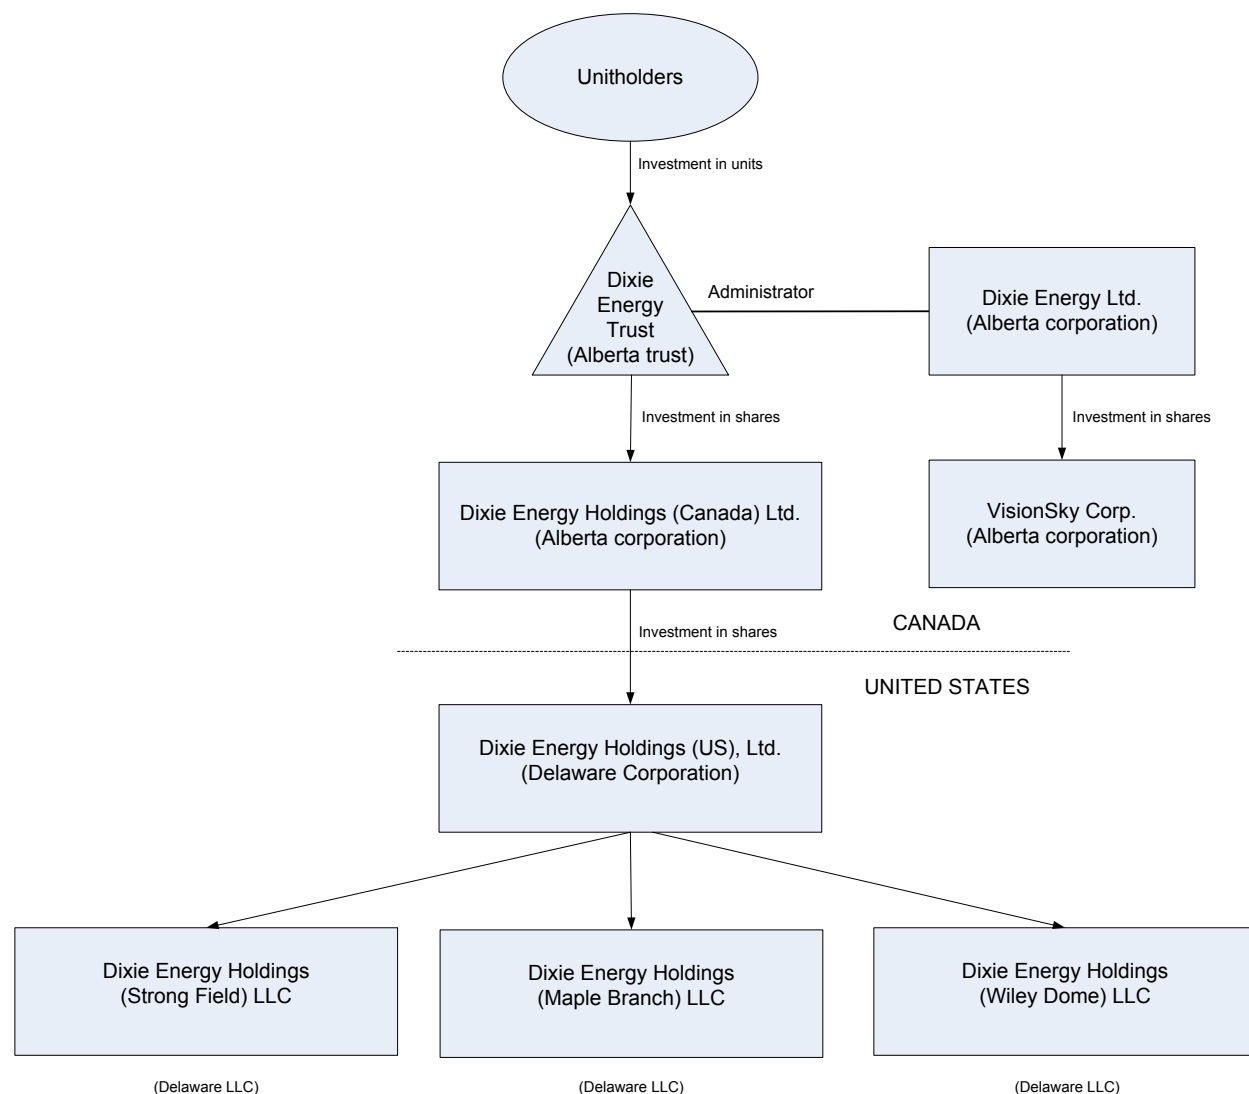 Unitholders
Investment in units
Dixie
Energy
Trust
(Alberta trust)
Administrator
Dixie Energy Ltd.
(Alberta corporation)
Investment in shares
Investment in shares
Dixie Energy Holdings (Canada) Ltd.
(Alberta corporation)
VisionSky Corp.
(Alberta corporation)
Investment in shares
CANADA
UNITED STATES
Dixie Energy Holdings (US), Ltd.
(Delaware Corporation)
Dixie Energy Holdings
(Strong Field) LLC
Dixie Energy Holdings
(Maple Branch) LLC
Dixie Energy Holdings
(Wiley Dome) LLC
(Delaware LLC)
(Delaware LLC)
(Delaware LLC)